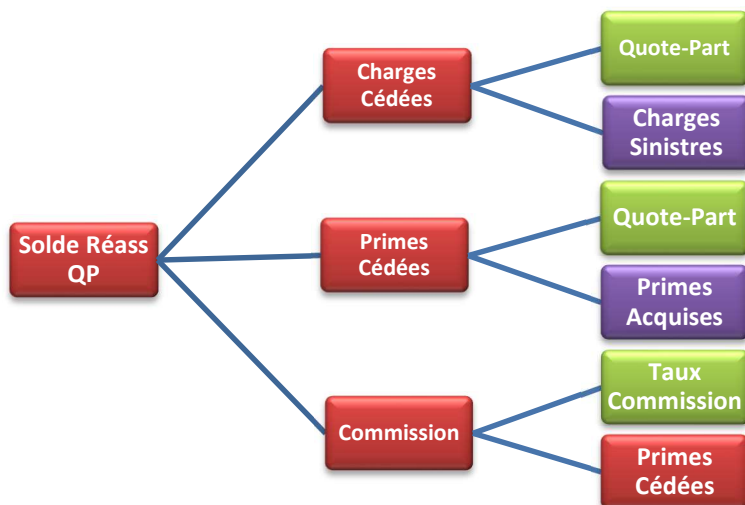 Quote-Part
Charges
Cédées
Charges
Sinistres
Quote-Part
Solde Réass
QP
Primes
Cédées
Primes
Acquises
Taux
Commission
Commission
Primes
Cédées